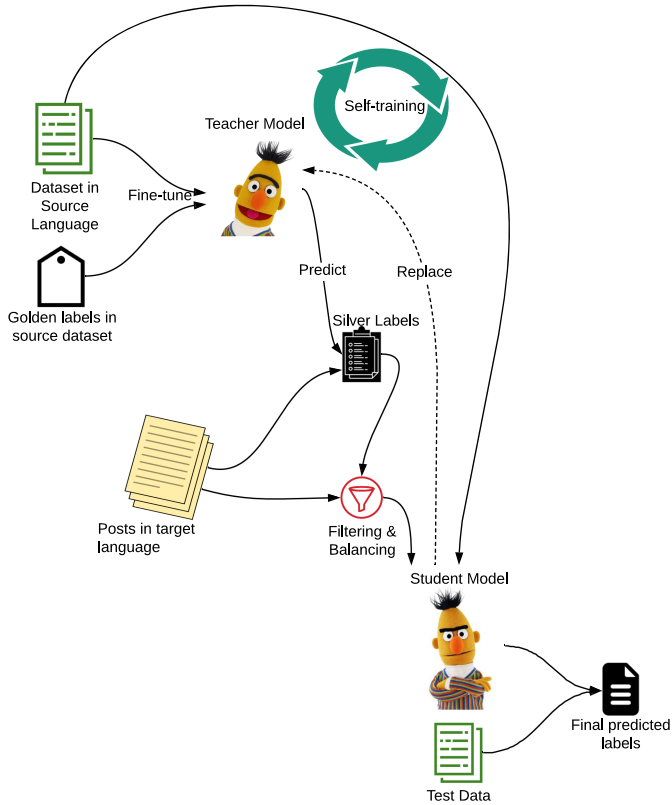 Self-training
Teacher Model
Dataset in
Source
Language
Fine-tune
Golden labels in
source dataset
Predict
Replace
Silver Labels
Posts in target
language
Filtering &
Balancing
Student Model
Final predicted
labels
Test Data